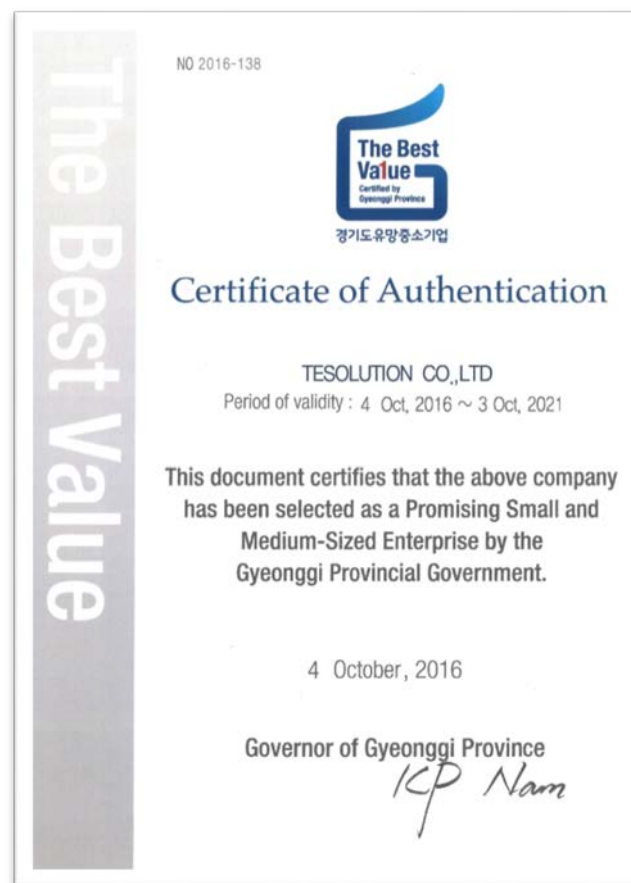 The Best Value
NO 2016-138
The Best
Va1ue
Certified by
Gyeonggi Province
경기도유망중소기업
Certificate of Authentication
TESOLUTION CO.,LTD
Period of validity : 4 Oct, 2016 ~ 3 Oct, 2021
This document certifies that the above company
has been selected as a Promising Small and
Medium-Sized Enterprise by the
Gyeonggi Provincial Government.
4 October, 2016
Governor of Gyeonggi Province
KP Nam